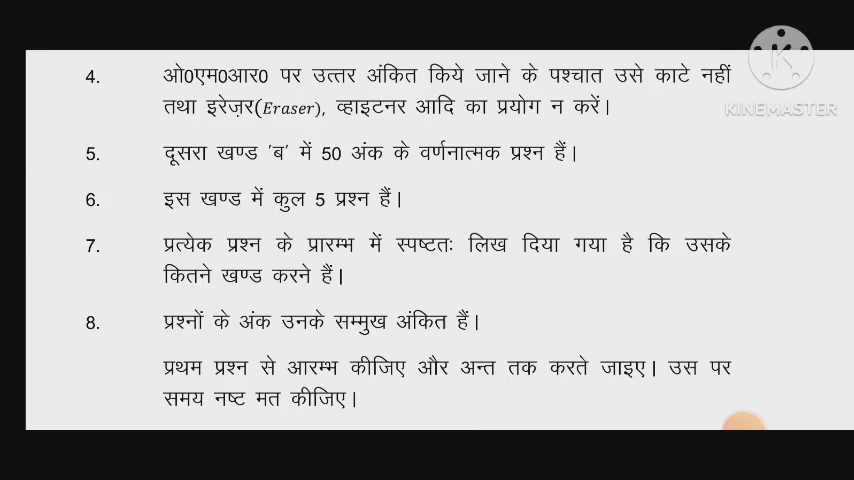 4. ओ0एम0आर0 पर उत्तर अंकित किये जाने के पश्चात उसे काटे नहीं
तथा इरेज़र(Eraser), व्हाइटनर आदि का प्रयोग न करें।
5. दूसरा खण्ड 'ब' में 50 अंक के वर्णनात्मक प्रश्न हैं।
6. इस खण्ड में कुल 5 प्रश्न हैं।
7. प्रत्येक प्रश्न के प्रारम्भ में स्पष्टतः लिख दिया गया है कि उसके
कितने खण्ड करने हैं।
8. प्रश्नों के अंक उनके सम्मुख अंकित हैं।
प्रथम प्रश्न से आरम्भ कीजिए और अन्त तक करते जाइए। उस पर
समय नष्ट मत कीजिए।
KINEMASTER